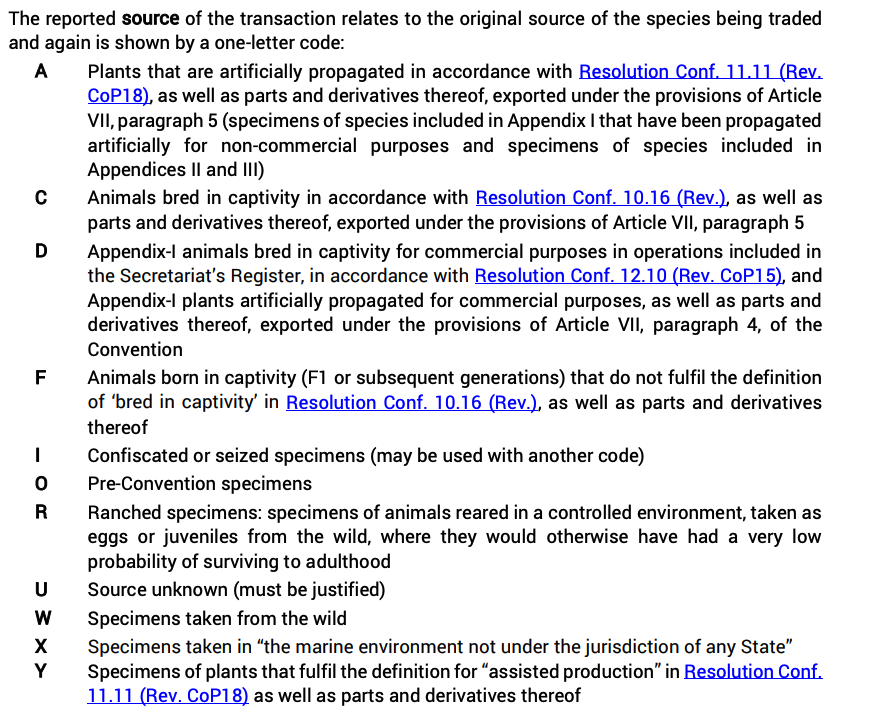 The reported source of the transaction relates to the original source of the species being traded
and again is shown by a one-letter code:
A Plants that are artificially propagated in accordance with Resolution Conf. 11.11 (Rev.
CoP18), as well as parts and derivatives thereof, exported under the provisions of Article
VII, paragraph 5 (specimens of species included in Appendix I that have been propagated
artificially for non-commercial purposes and specimens of species included in
Appendices II and III)
C Animals bred in captivity in accordance with Resolution Conf. 10.16 (Rev.), as well as
parts and derivatives thereof, exported under the provisions of Article VII, paragraph 5
D Appendix-I animals bred in captivity for commercial purposes in operations included in
the Secretariat’s Register, in accordance with Resolution Conf. 12.10 (Rev. CoP15), and
Appendix-I plants artificially propagated for commercial purposes, as well as parts and
derivatives thereof, exported under the provisions of Article VII, paragraph 4, of the
Convention
F Animals born in captivity (F1 or subsequent generations) that do not fulfil the definition
of ‘bred in captivity’ in Resolution Conf. 10.16 (Rev.), as well as parts and derivatives
thereof
I Confiscated or seized specimens (may be used with another code)
O Pre-Convention specimens
R Ranched specimens: specimens of animals reared in a controlled environment, taken as
eggs or juveniles from the wild, where they would otherwise have had a very low
probability of surviving to adulthood
U Source unknown (must be justified)
W Specimens taken from the wild
X Specimens taken in “the marine environment not under the jurisdiction of any State”
Y Specimens of plants that fulfil the definition for “assisted production” in Resolution Conf.
11.11 (Rev. CoP18) as well as parts and derivatives thereof